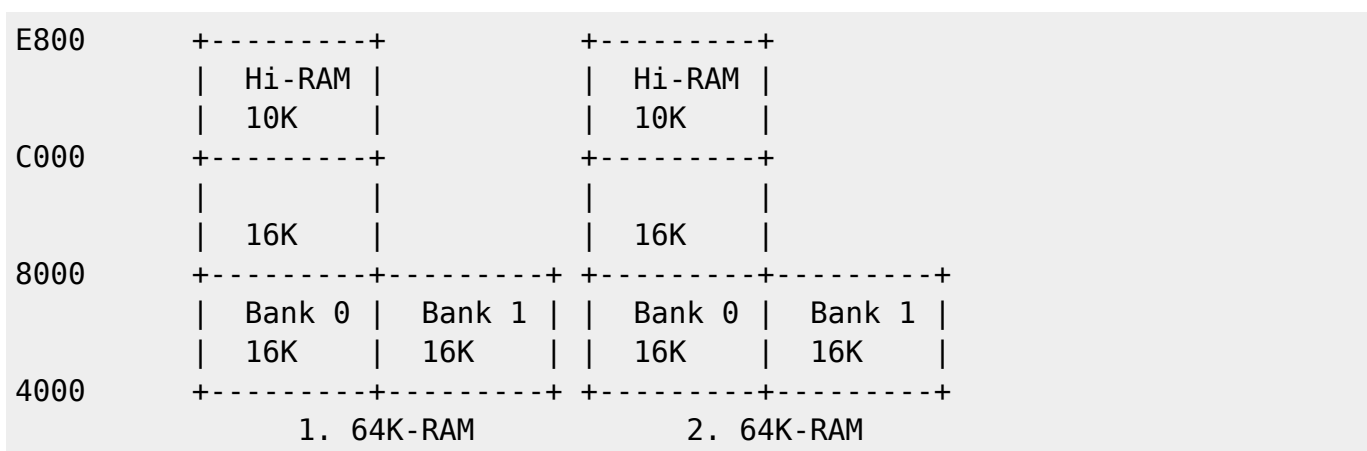 E800       +---------+           +---------+
           |  Hi-RAM |           |  Hi-RAM |
           |  10K    |           |  10K    |
C000       +---------+           +---------+
           |         |           |         |
           |  16K    |           |  16K    |
8000       +---------+---------+ +---------+---------+
           |  Bank 0 |  Bank 1 | |  Bank 0 |  Bank 1 |
           |  16K    |  16K    | |  16K    |  16K    |
4000       +---------+---------+ +---------+---------+
                 1. 64K-RAM            2. 64K-RAM